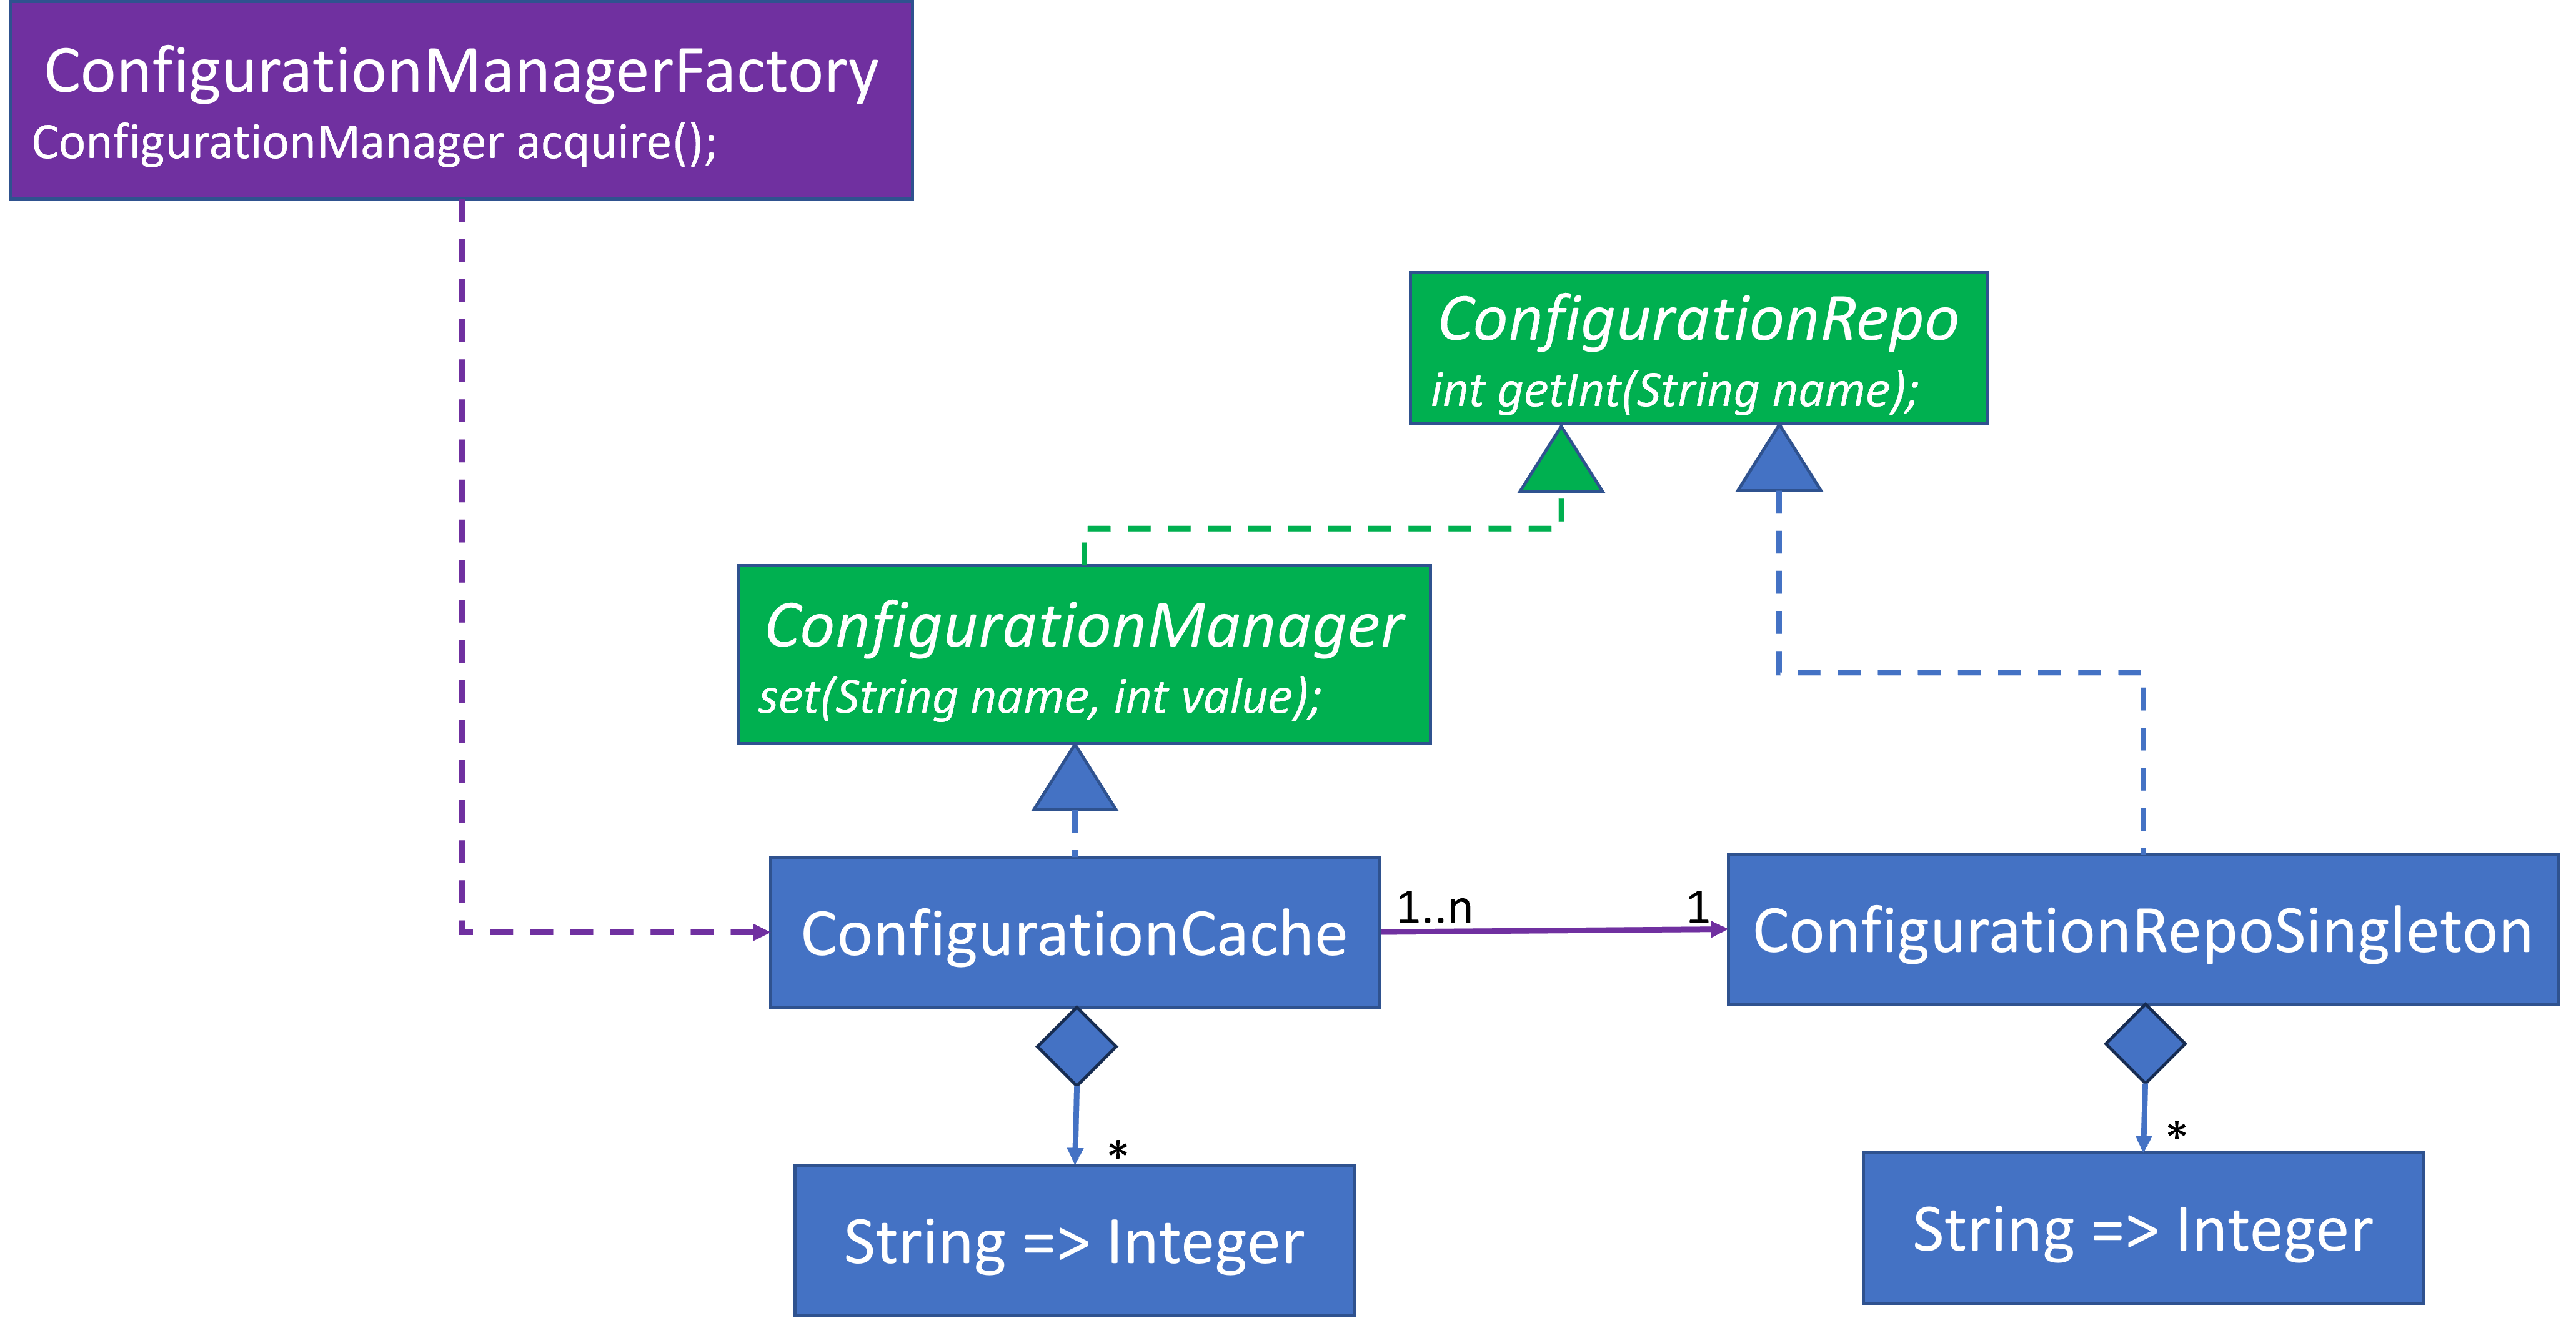 ConfigurationManagerFactory
ConfigurationManager acquire();
ConfigurationRepo
int getInt(String name);
ConfigurationManager
set(String name, int value);
ConfigurationCache
1..n
1
ConfigurationRepoSingleton
*
String => Integer
*
String => Integer